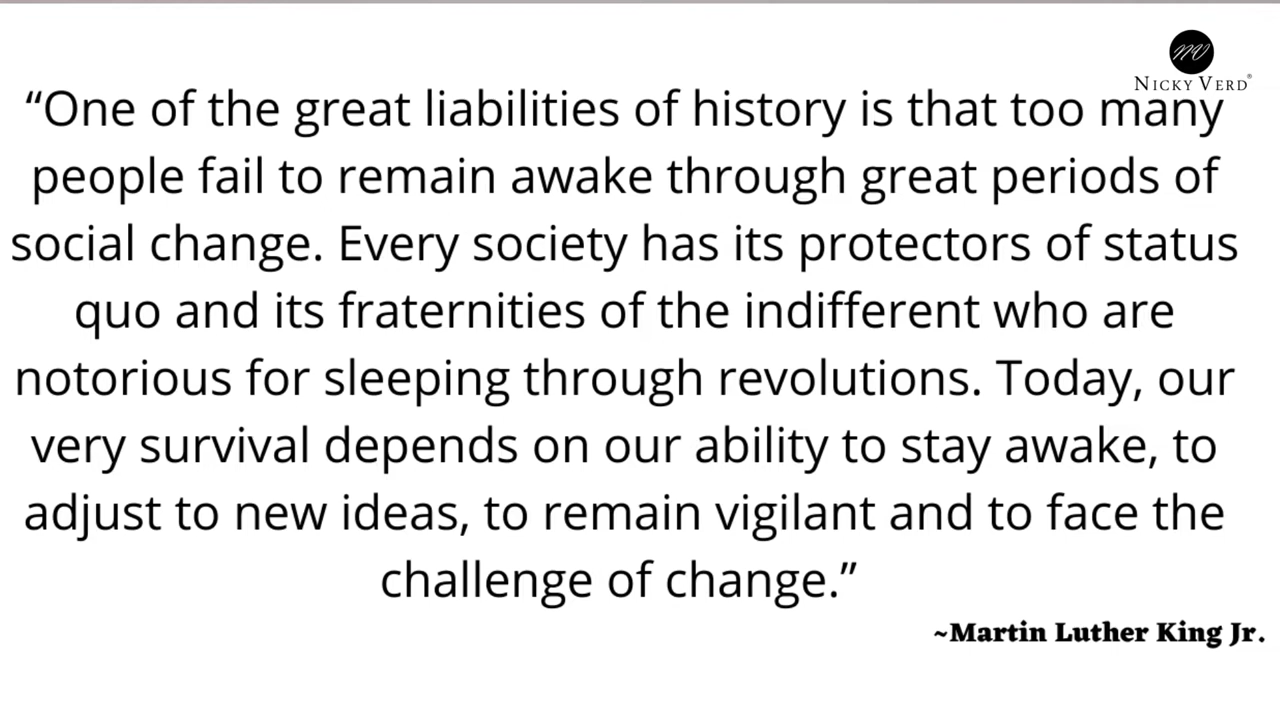 NV
NICKY VERD®
“One of the great liabilities of history is that too many
people fail to remain awake through great periods of
social change. Every society has its protectors of status
quo and its fraternities of the indifferent who are
notorious for sleeping through revolutions. Today, our
very survival depends on our ability to stay awake, to
adjust to new ideas, to remain vigilant and to face the
challenge of change.”
~Martin Luther King Jr.